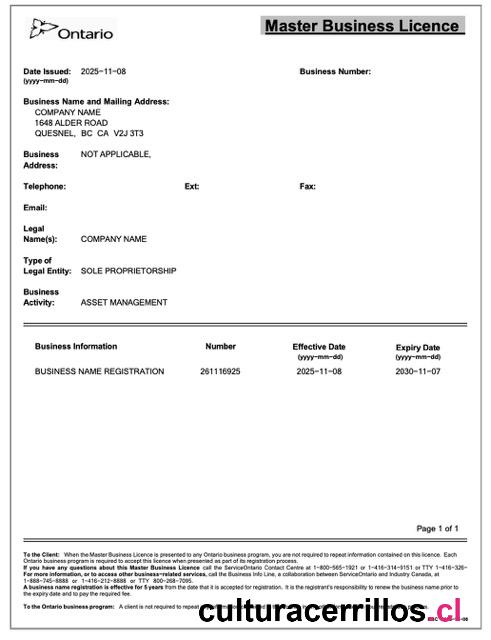 Ontario
Master Business Licence
Date Issued: 2025-11-08
(yyyy-mm-dd)
Business Number:
Business Name and Mailing Address:
COMPANY NAME
1648 ALDER ROAD
QUESNEL, BC CA V2J 3T3
Business Address: NOT APPLICABLE,
Telephone: Ext: Fax:
Email:
Legal
Name(s): COMPANY NAME
Type of
Legal Entity: SOLE PROPRIETORSHIP
Business
Activity: ASSET MANAGEMENT
Business Information Number Effective Date Expiry Date
(yyyy-mm-dd) (yyyy-mm-dd)
BUSINESS NAME REGISTRATION 261116925 2025-11-08 2030-11-07
Page 1 of 1
To the Client: When the Master Business Licence is presented to any Ontario business program, you are not required to repeat information contained on this licence. Each
Ontario business program is required to accept this licence when presented as part of its registration process.
If you have any questions about this Master Business Licence call the ServiceOntario Contact Centre at 1-800-565-1921 or 1-416-314-9151 or TTY 1-416-326-
For more information, or to access other business-related services, call the Business Info Line, a collaboration between ServiceOntario and Industry Canada, at
1-888-745-8888 or 1-416-212-8888 or TTY 800-268-7095.
A business name registration is effective for 5 years from the date that it is accepted for registration. It is the registrant's responsibility to renew the business name prior to
the expiry date and to pay the required fee.
To the Ontario business program: A client is not required to repeat
culturacerrillos.cl